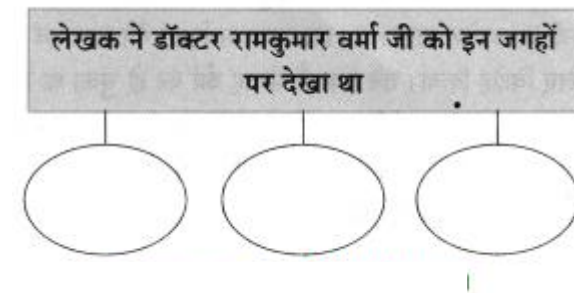 लेखक ने डॉक्टर रामकुमार वर्मा जी को इन जगहों
पर देखा था